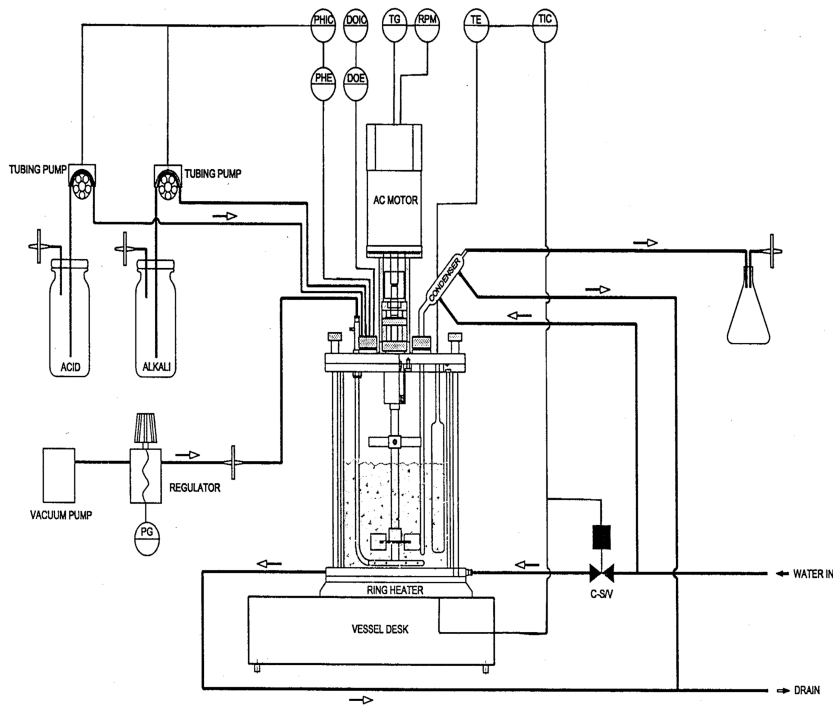 PHIC
DOIC
TG
RPM
TE
TIC
PHE
DOE
TUBING PUMP
TUBING PUMP
AC MOTOR
CONDENSER
ACID
ALKALI
REGULATOR
VACUUM PUMP
PG
WATER IN
C-S/V
RING HEATER
VESSEL DESK
DRAIN